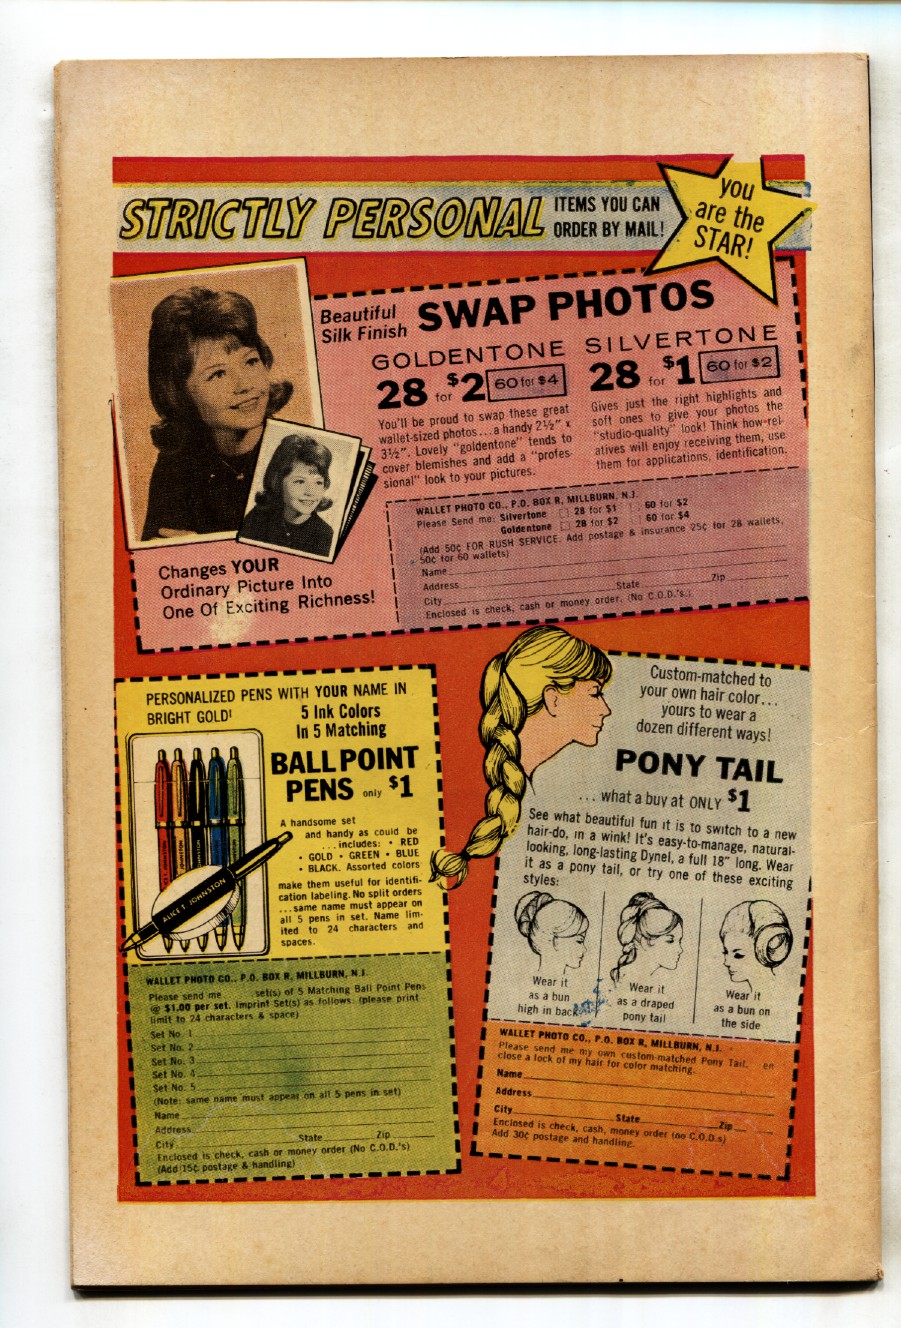 STRICTLY PERSONAL
ITEMS YOU CAN
ORDER BY MAIL!
you
are the
STAR!
Beautiful
Silk Finish
SWAP PHOTOS
GOLDENTONE
28 for $2 60 for $4
You'll be proud to swap these great
wallet-sized photos...a handy 2½" x
3½". Lovely "goldentone" tends to
cover blemishes and add a "profes-
sional" look to your pictures.
SILVERTONE
28 for $1 60 for $2
Gives just the right highlights and
soft ones to give your photos the
"studio-quality" look! Think how rel-
atives will enjoy receiving them, use
them for applications, identification.
WALLET PHOTO CO., P.O. BOX R, MILLBURN, N.J.
Please Send me: Silvertone 28 for $1 60 for $2
Goldentone 28 for $2 60 for $4
(Add 50¢ FOR RUSH SERVICE. Add postage & insurance 25¢ for 28 wallets,
50¢ for 60 wallets)
Name
Address
City State Zip
Enclosed is check, cash or money order. (No C.O.D.'s.)
Changes YOUR
Ordinary Picture Into
One Of Exciting Richness!
PERSONALIZED PENS WITH YOUR NAME IN
BRIGHT GOLD!
5 Ink Colors
In 5 Matching
BALL POINT
PENS only $1
A handsome set
and handy as could be
...includes: • RED
• GOLD • GREEN • BLUE
• BLACK. Assorted colors
make them useful for identifi-
cation labeling. No split orders
...same name must appear on
all 5 pens in set. Name lim-
ited to 24 characters and
spaces.
ALICE T. JOHNSTON
WALLET PHOTO CO., P.O. BOX R, MILLBURN, N.J.
Please send me set(s) of 5 Matching Ball Point Pens
@ $1.00 per set. Imprint Set(s) as follows: (please print
limit to 24 characters & space)
Set No. 1
Set No. 2
Set No. 3
Set No. 4
Set No. 5
(Note: same name must appear on all 5 pens in set)
Name
Address
City State Zip
Enclosed is check, cash or money order (No C.O.D.'s)
(Add 15¢ postage & handling)
Custom-matched to
your own hair color...
yours to wear a
dozen different ways!
PONY TAIL
...what a buy at ONLY $1
See what beautiful fun it is to switch to a new
hair-do, in a wink! It's easy-to-manage, natural-
looking, long-lasting Dynel, a full 18" long. Wear
it as a pony tail, or try one of these exciting
styles:
Wear it
as a bun
high in back
Wear it
as a draped
pony tail
Wear it
as a bun on
the side
WALLET PHOTO CO., P.O. BOX R, MILLBURN, N.J.
Please send me my own custom-matched Pony Tail. en
close a lock of my hair for color matching.
Name
Address
City State Zip
Enclosed is check, cash, money order (no C.O.D.s)
Add 30¢ postage and handling.